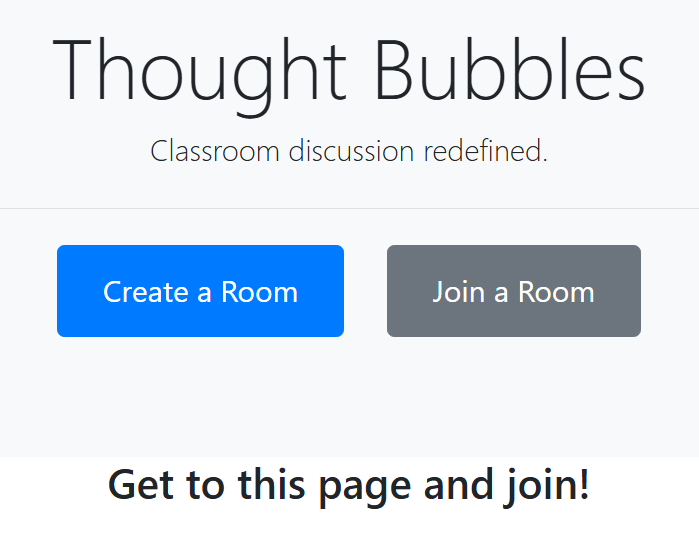 Thought Bubbles
Classroom discussion redefined.
Create a Room
Join a Room
Get to this page and join!